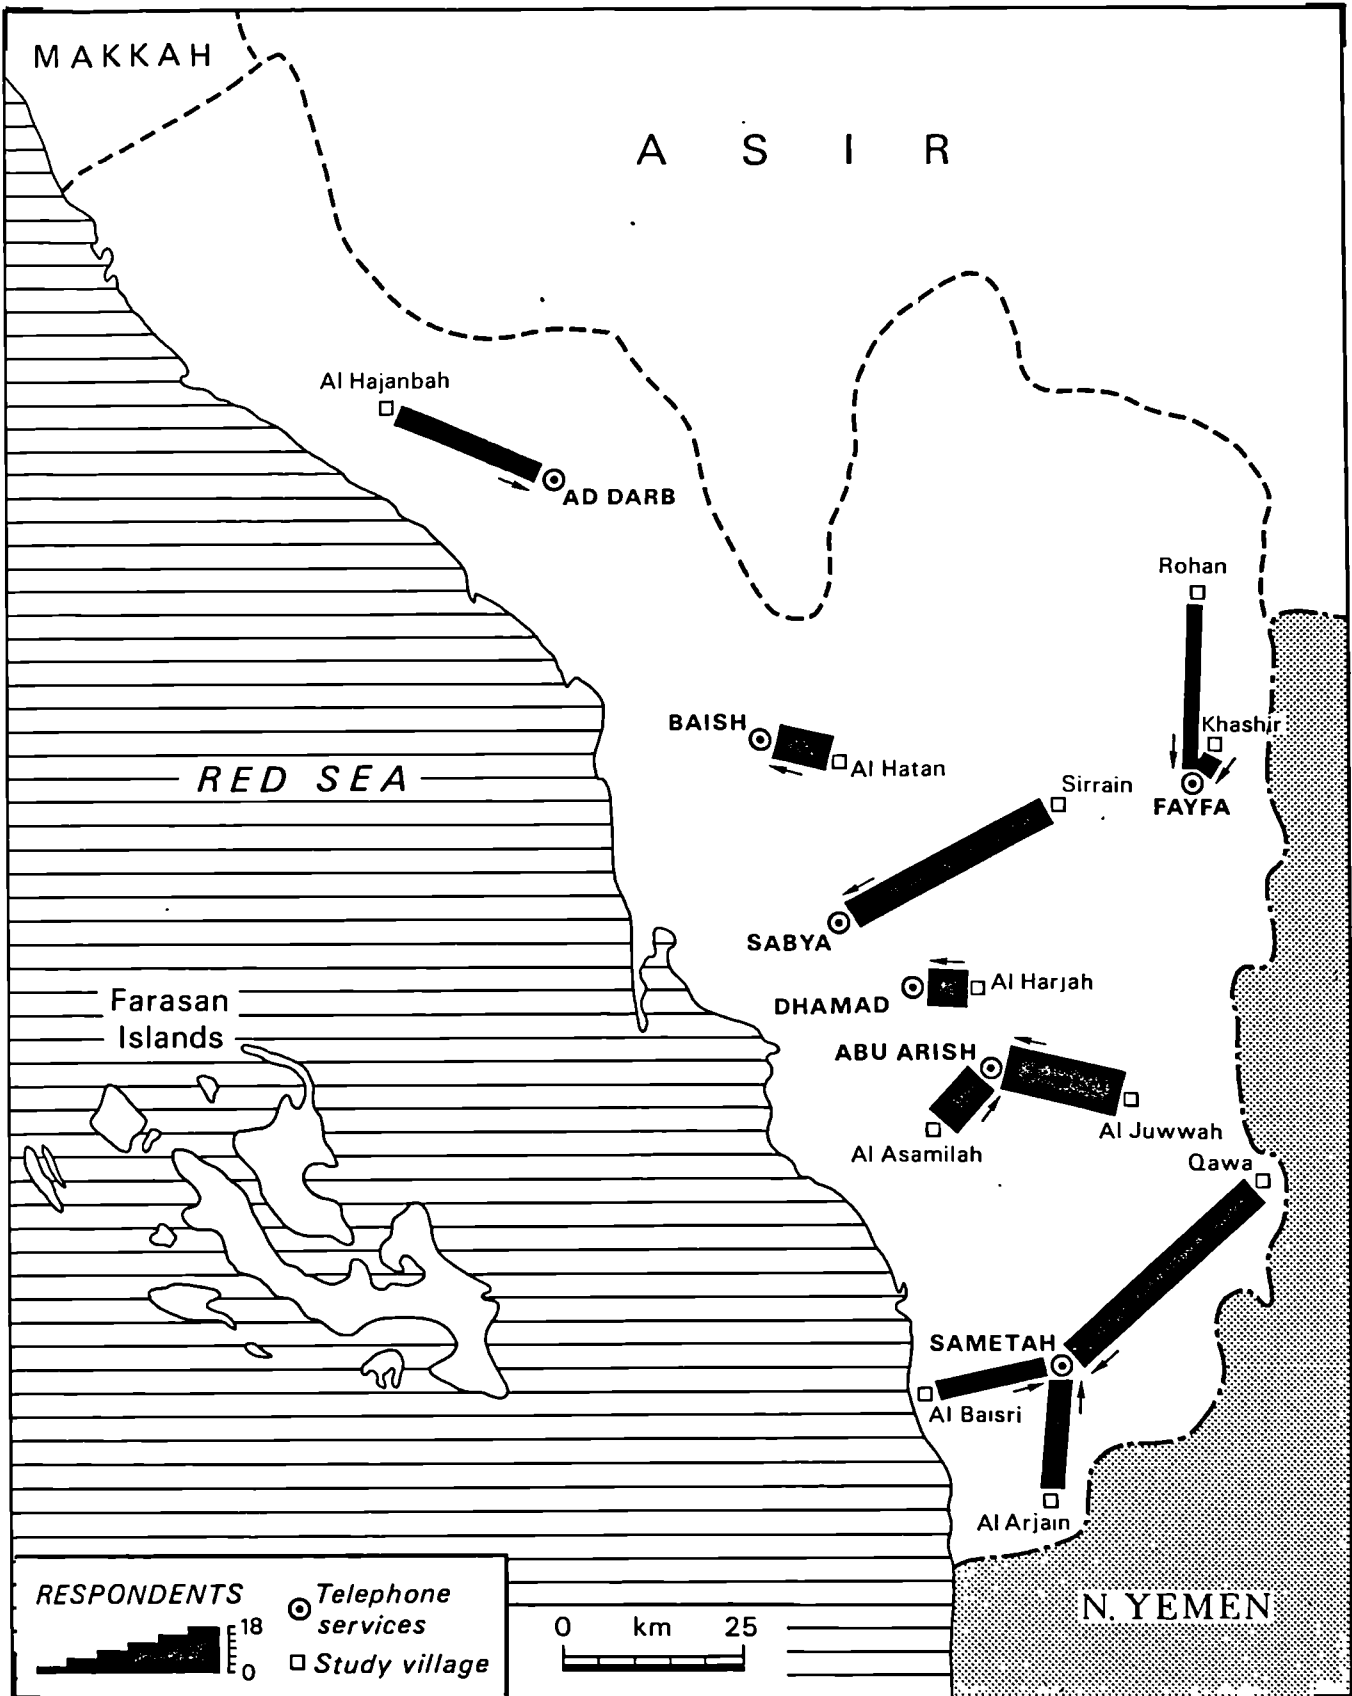 MAKKAH
ASIR
Al Hajanbah
AD DARB
Rohan
BAISH
Khashir
Al Hatan
RED SEA
Sirrain
FAYFA
SABYA
Al Harjah
Farasan
Islands
DHAMAD
ABU ARISH
Al Juwwah
Al Asamilah
Qawa
SAMETAH
Al Baisri
Al Arjain
RESPONDENTS
18
0
Telephone
services
Study village
0 km 25
N. YEMEN